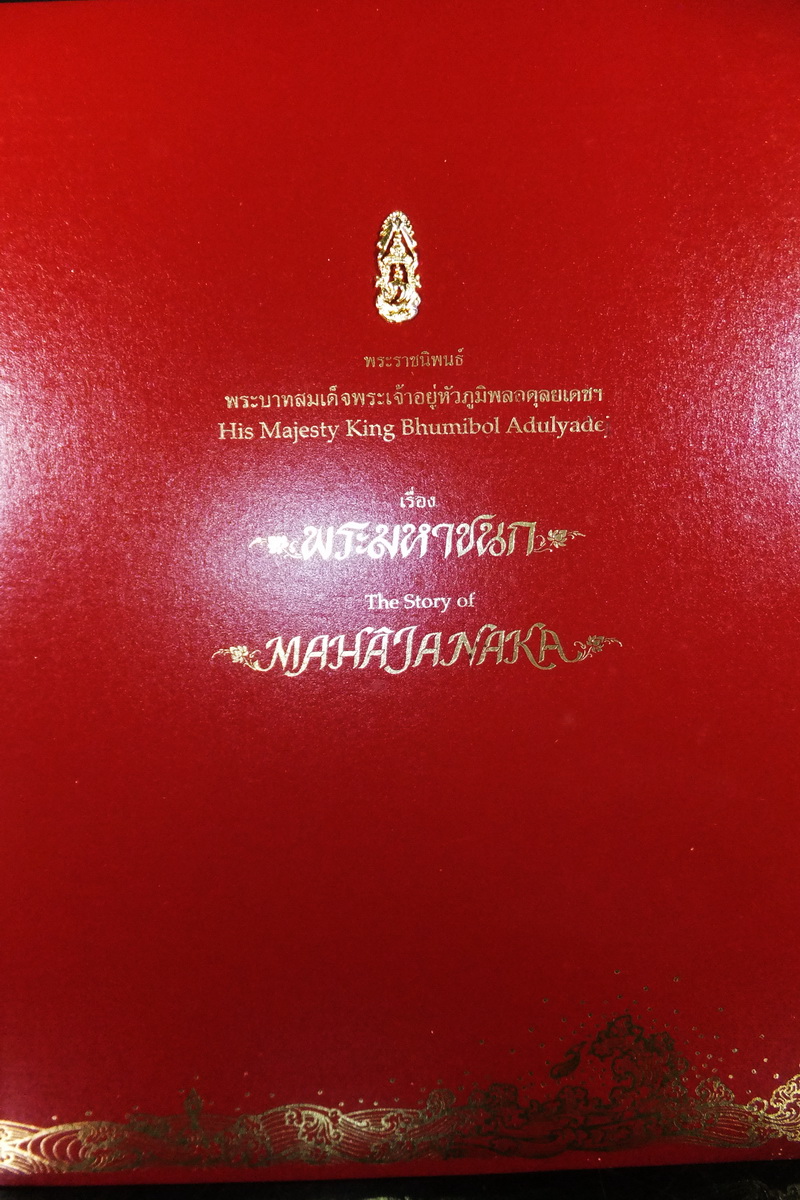 พระราชนิพนธ์
พระบาทสมเด็จพระเจ้าอยู่หัวภูมิพลอดุลยเดชฯ
His Majesty King Bhumibol Adulyadej
เรื่อง
พระมหาชนก
The Story of
MAHĀJANAKA